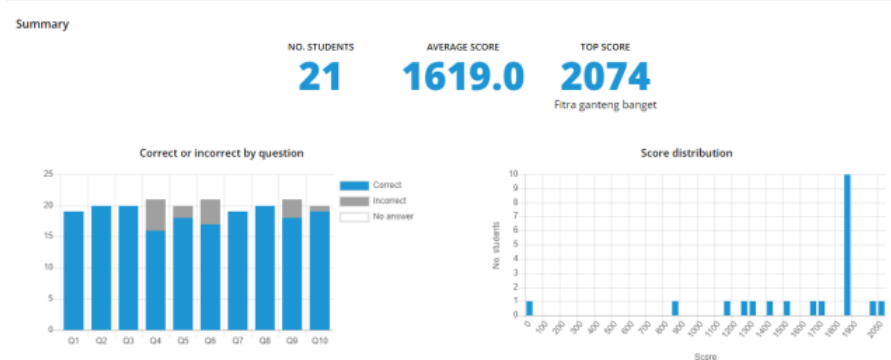 Summary
NO. STUDENTS AVERAGE SCORE TOP SCORE
21 1619.0 2074
Fitra ganteng banget
Correct or incorrect by question
25
20
15
10
5
0
Q1 Q2 Q3 Q4 Q5 Q6 Q7 Q8 Q9 Q10
Correct
Incorrect
No answer
Score distribution
No. students
10
9
8
7
6
5
4
3
2
1
0
0 100 200 300 400 500 600 700 800 900 1000 1100 1200 1300 1400 1500 1600 1700 1800 1900 2050
Score